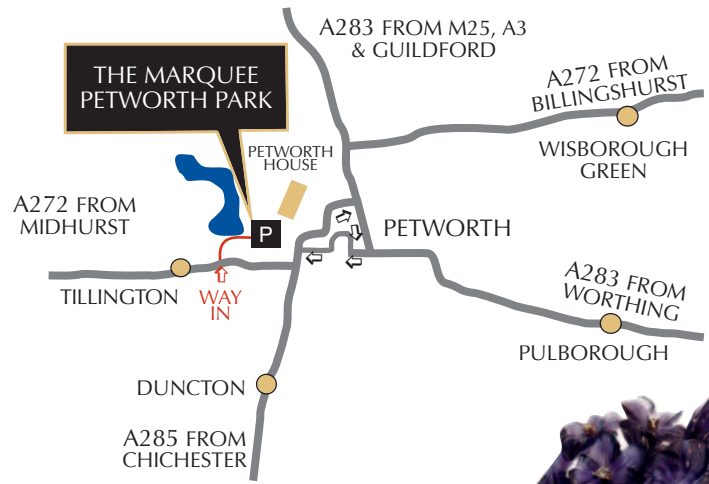 A283 FROM M25, A3
& GUILDFORD
THE MARQUEE
PETWORTH PARK
A272 FROM
BILLINGSHURST
PETWORTH
HOUSE
WISBOROUGH
GREEN
A272 FROM
MIDHURST
P
PETWORTH
TILLINGTON
WAY
IN
A283 FROM
WORTHING
PULBOROUGH
DUNCTON
A285 FROM
CHICHESTER